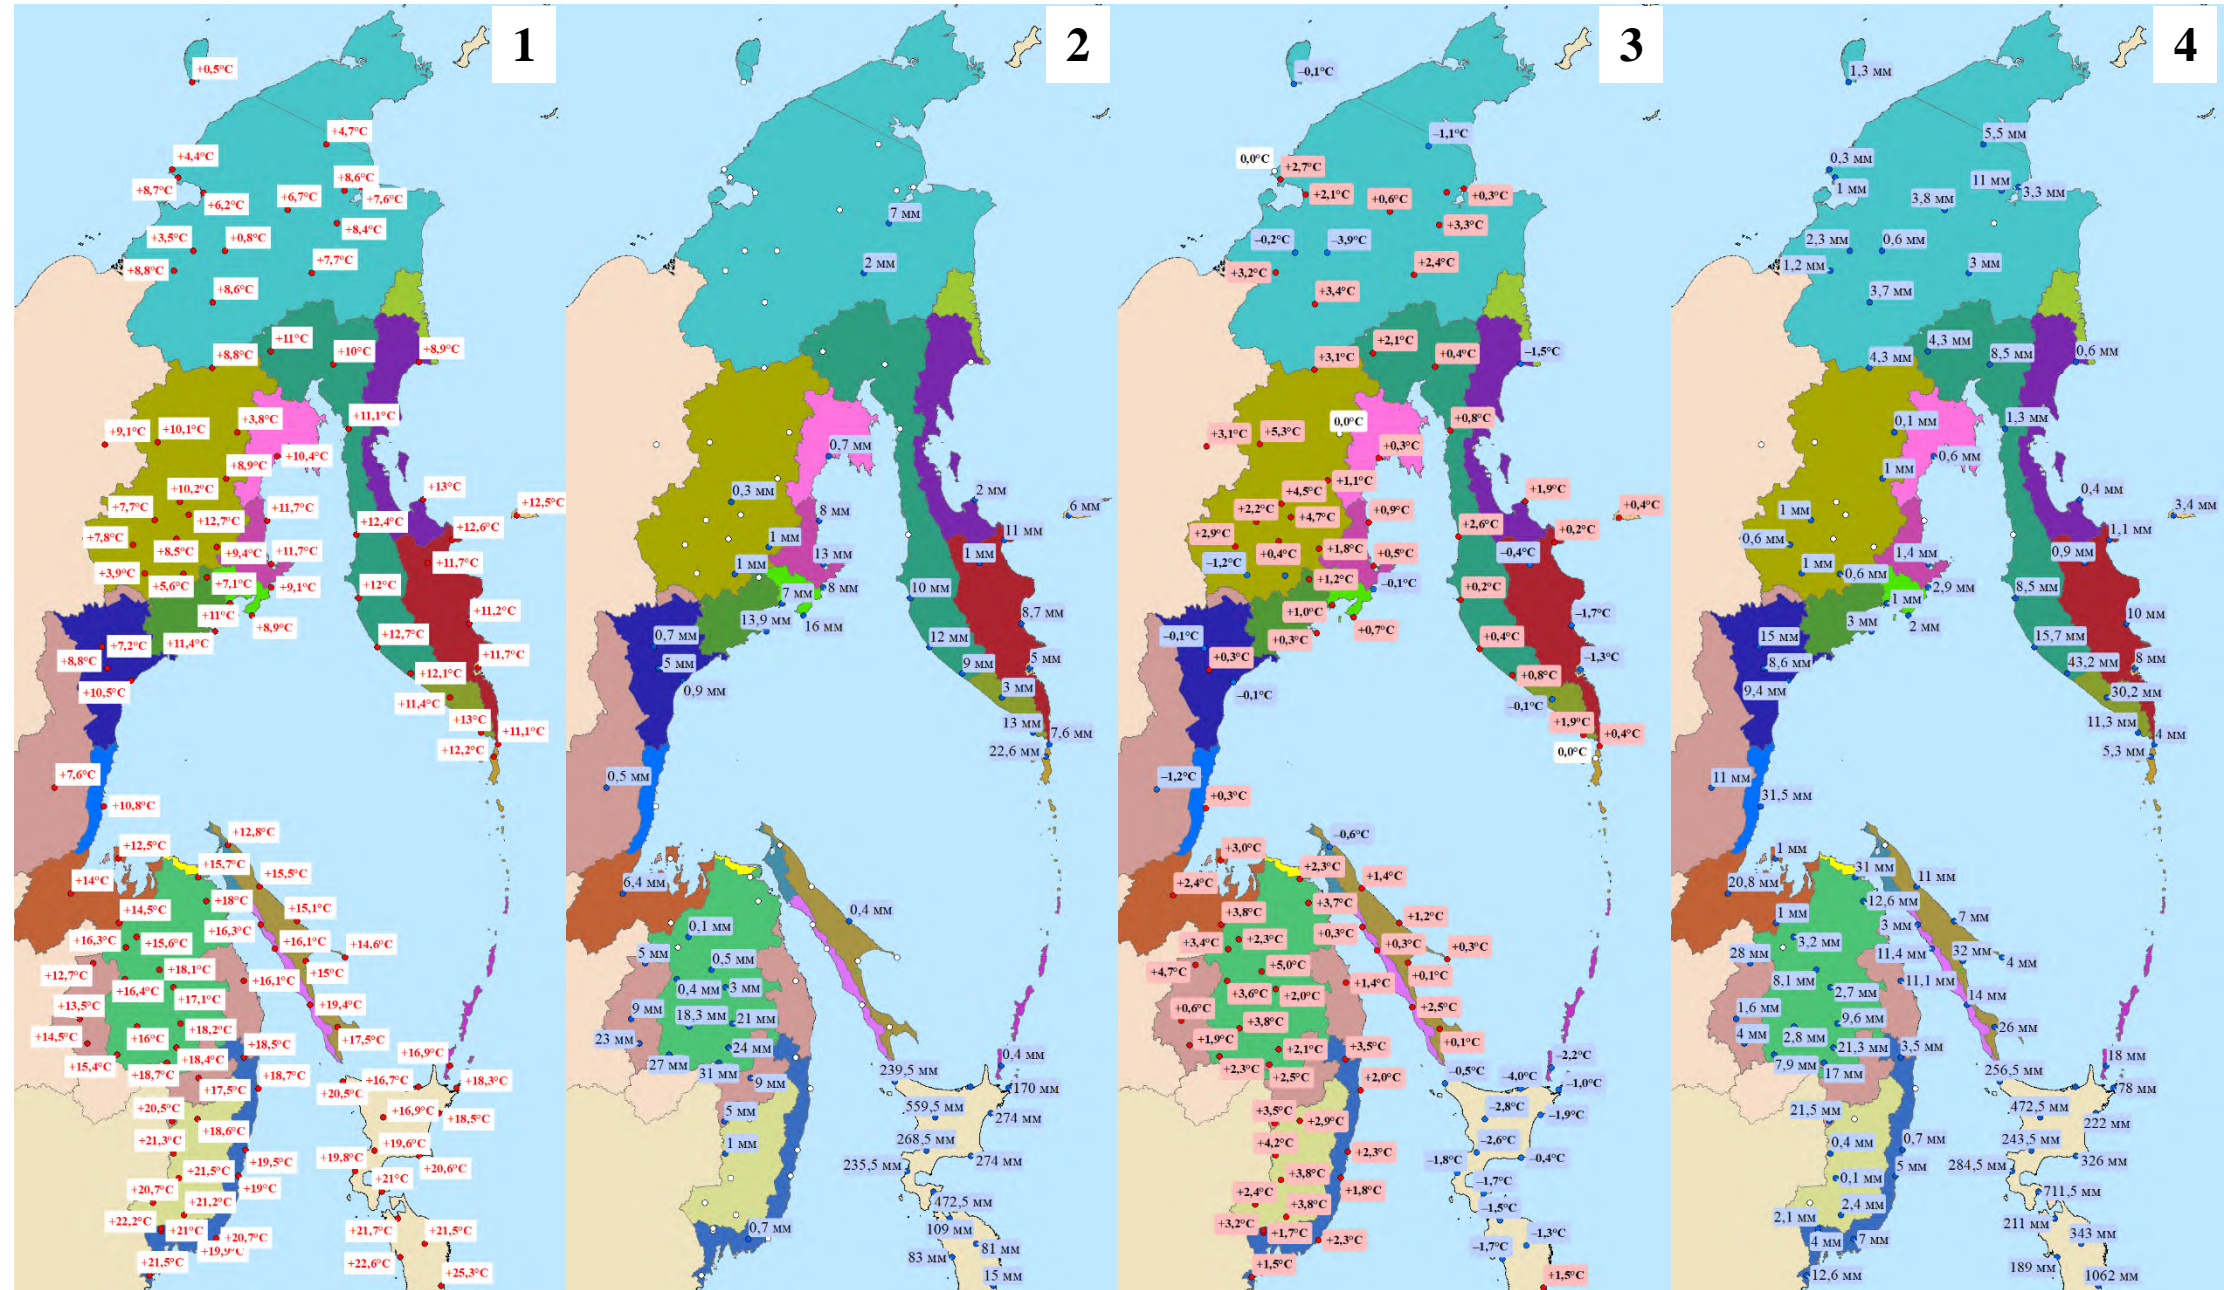 1
+0,5°C
+4,7°C
+4,4°C
+8,7°C
+6,2°C
+8,6°C
+6,7°C
+7,6°C
+8,4°C
+3,5°C
+0,8°C
+8,8°C
+7,7°C
+8,6°C
+11°C
+8,8°C
+10°C
+8,9°C
+3,8°C
+11,1°C
+9,1°C
+10,1°C
+10,4°C
+8,9°C
+13°C
+12,5°C
+10,2°C
+7,7°C
+11,7°C
+12,7°C
+12,4°C
+12,6°C
+7,8°C
+8,5°C
+9,4°C
+11,7°C
+11,7°C
+3,9°C
+5,6°C
+7,1°C
+9,1°C
+12°C
+11°C
+11,2°C
+8,9°C
+7,2°C
+11,4°C
+12,7°C
+8,8°C
+11,7°C
+12,1°C
+10,5°C
+11,4°C
+13°C
+11,1°C
+12,2°C
+7,6°C
+10,8°C
+12,8°C
+12,5°C
+15,7°C
+14°C
+15,5°C
+18°C
+14,5°C
+15,1°C
+16,3°C
+16,3°C
+15,6°C
+16,1°C
+14,6°C
+12,7°C
+18,1°C
+15°C
+16,1°C
+16,4°C
+17,1°C
+13,5°C
+19,4°C
+14,5°C
+16°C
+18,2°C
+17,5°C
+18,5°C
+15,4°C
+18,4°C
+16,9°C
+18,7°C
+17,5°C
+18,7°C
+20,5°C
+16,7°C
+18,3°C
+20,5°C
+16,9°C
+18,5°C
+18,6°C
+21,3°C
+19,6°C
+19,5°C
+19,8°C
+20,6°C
+21,5°C
+19°C
+21°C
+20,7°C
+21,2°C
+22,2°C
+21°C
+21,7°C
+21,5°C
+20,7°C
+19,9°C
+21,5°C
+22,6°C
+25,3°C
2
7 мм
2 мм
0,7 мм
0,3 мм
2 мм
6 мм
8 мм
11 мм
1 мм
13 мм
1 мм
1 мм
8 мм
7 мм
10 мм
13,9 мм
16 мм
8,7 мм
0,7 мм
12 мм
5 мм
9 мм
5 мм
0,9 мм
3 мм
13 мм
7,6 мм
22,6 мм
0,5 мм
6,4 мм
0,4 мм
0,1 мм
5 мм
0,5 мм
0,4 мм
3 мм
9 мм
18,3 мм
21 мм
23 мм
24 мм
27 мм
31 мм
9 мм
0,4 мм
239,5 мм
170 мм
5 мм
559,5 мм
274 мм
1 мм
268,5 мм
235,5 мм
274 мм
472,5 мм
0,7 мм
109 мм
81 мм
83 мм
15 мм
3
–0,1°C
–1,1°C
0,0°C
+2,7°C
+2,1°C
+0,6°C
+0,3°C
+3,3°C
–0,2°C
–3,9°C
+3,2°C
+2,4°C
+3,4°C
+2,1°C
+3,1°C
+0,4°C
–1,5°C
0,0°C
+0,8°C
+3,1°C
+5,3°C
+0,3°C
+1,1°C
+1,9°C
+0,4°C
+4,5°C
+2,2°C
+0,9°C
+4,7°C
+2,6°C
+0,2°C
+2,9°C
+0,4°C
+1,8°C
+0,5°C
–0,4°C
–1,2°C
+1,2°C
–0,1°C
+0,2°C
+1,0°C
–1,7°C
+0,7°C
–0,1°C
+0,3°C
+0,4°C
+0,3°C
–1,3°C
+0,8°C
–0,1°C
–0,1°C
+1,9°C
+0,4°C
0,0°C
–1,2°C
+0,3°C
–0,6°C
+3,0°C
+2,3°C
+2,4°C
+1,4°C
+3,7°C
+3,8°C
+1,2°C
+3,4°C
+0,3°C
+2,3°C
+0,3°C
+0,3°C
+4,7°C
+5,0°C
+0,1°C
+3,6°C
+2,0°C
+1,4°C
+0,6°C
+2,5°C
+3,8°C
+1,9°C
+0,1°C
+2,1°C
+3,5°C
+2,3°C
+2,5°C
+2,0°C
–2,2°C
–0,5°C
–4,0°C
–1,0°C
+3,5°C
+2,9°C
–2,8°C
–1,9°C
+4,2°C
+2,3°C
–2,6°C
–1,8°C
–0,4°C
+3,8°C
+1,8°C
–1,7°C
+2,4°C
+3,8°C
–1,5°C
+3,2°C
+1,7°C
+2,3°C
–1,3°C
–1,7°C
+1,5°C
+1,5°C
4
1,3 мм
5,5 мм
0,3 мм
1 мм
11 мм
3,3 мм
3,8 мм
2,3 мм
0,6 мм
1,2 мм
3 мм
3,7 мм
4,3 мм
4,3 мм
8,5 мм
0,6 мм
0,1 мм
1,3 мм
0,6 мм
1 мм
0,4 мм
3,4 мм
1 мм
1,1 мм
0,6 мм
1,4 мм
0,9 мм
1 мм
0,6 мм
2,9 мм
8,5 мм
1 мм
10 мм
3 мм
2 мм
15 мм
15,7 мм
8,6 мм
43,2 мм
8 мм
9,4 мм
30,2 мм
11,3 мм
4 мм
5,3 мм
11 мм
31,5 мм
1 мм
31 мм
20,8 мм
11 мм
12,6 мм
1 мм
3 мм
7 мм
3,2 мм
28 мм
11,4 мм
32 мм
4 мм
8,1 мм
2,7 мм
11,1 мм
1,6 мм
14 мм
4 мм
9,6 мм
26 мм
2,8 мм
21,3 мм
3,5 мм
7,9 мм
17 мм
18 мм
256,5 мм
78 мм
21,5 мм
472,5 мм
222 мм
0,4 мм
0,7 мм
243,5 мм
284,5 мм
326 мм
5 мм
0,1 мм
711,5 мм
2,1 мм
2,4 мм
211 мм
4 мм
7 мм
343 мм
12,6 мм
189 мм
1062 мм